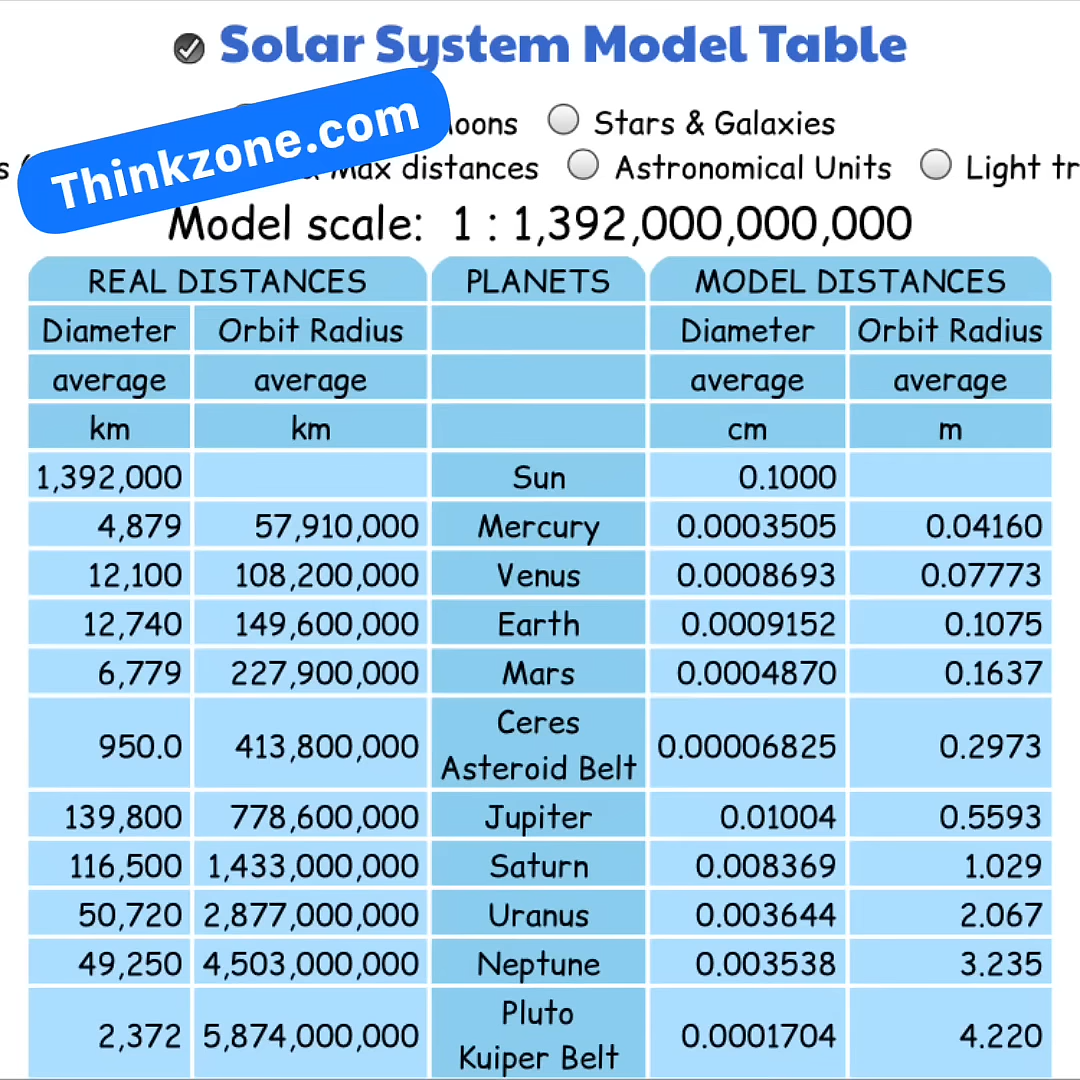 Solar System Model Table
Thinkzone.com
Stars & Galaxies
Max distances Astronomical Units Light
Model scale: 1 : 1,392,000,000,000
REAL DISTANCES PLANETS MODEL DISTANCES
Diameter Orbit Radius Diameter Orbit Radius
average average average average
km km cm m
1,392,000 Sun 0.1000
4,879 57,910,000 Mercury 0.0003505 0.04160
12,100 108,200,000 Venus 0.0008693 0.07773
12,740 149,600,000 Earth 0.0009152 0.1075
6,779 227,900,000 Mars 0.0004870 0.1637
Ceres
950.0 413,800,000 Asteroid Belt 0.00006825 0.2973
139,800 778,600,000 Jupiter 0.01004 0.5593
116,500 1,433,000,000 Saturn 0.008369 1.029
50,720 2,877,000,000 Uranus 0.003644 2.067
49,250 4,503,000,000 Neptune 0.003538 3.235
Pluto
2,372 5,874,000,000 Kuiper Belt 0.0001704 4.220